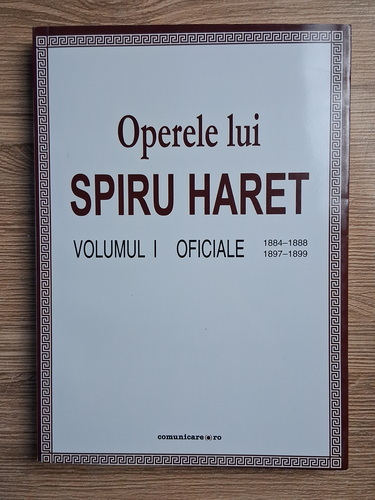 Operele lui
SPIRU HARET
VOLUMUL I OFICIALE 1884–1888
1897–1899
comunicare.ro